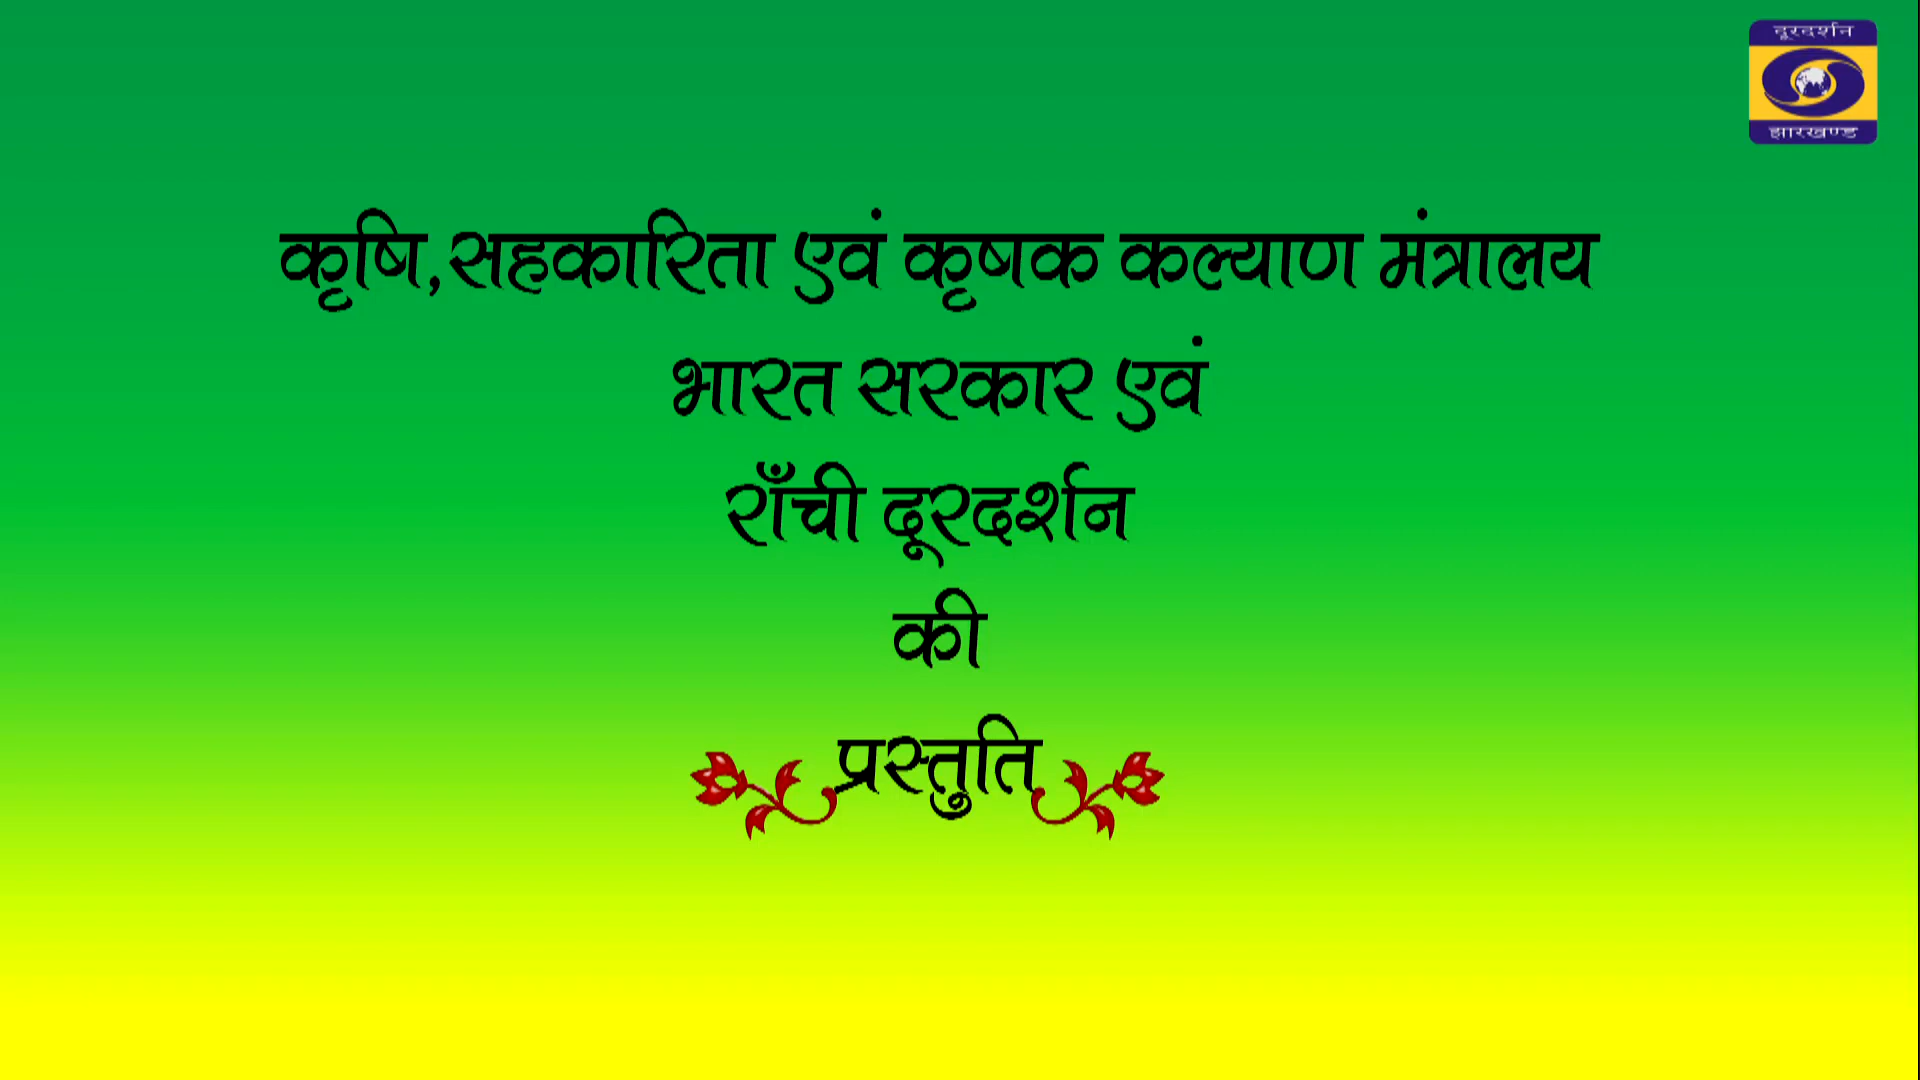 दूरदर्शन
झारखण्ड
कृषि,सहकारिता एवं कृषक कल्याण मंत्रालय
भारत सरकार एवं
राँची दूरदर्शन
की
प्रस्तुति